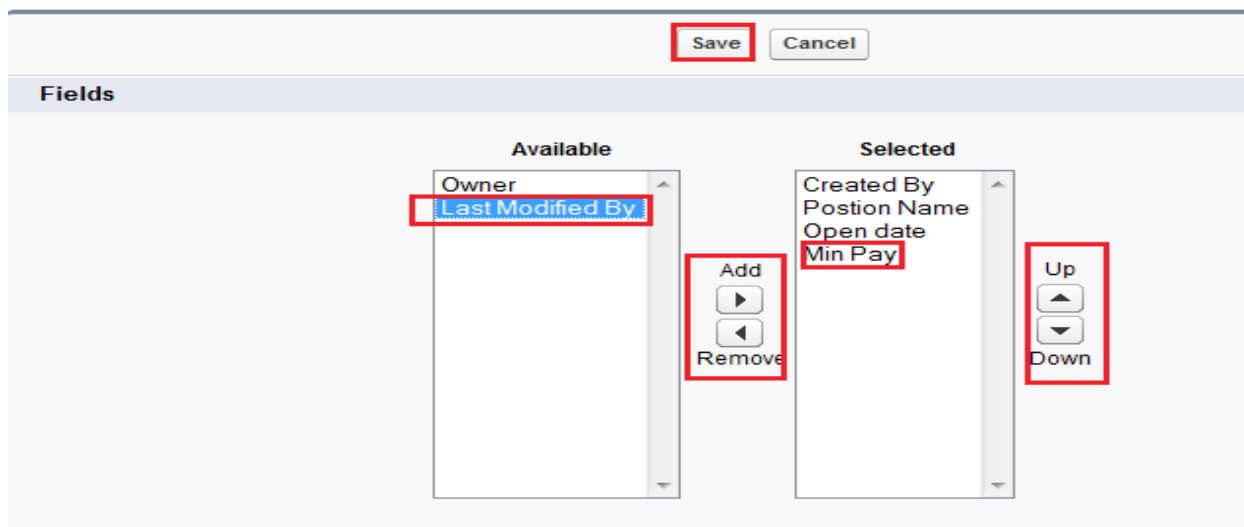 Save Cancel
Fields
Available
Owner
Last Modified By
Add
Remove
Selected
Created By
Postion Name
Open date
Min Pay
Up
Down